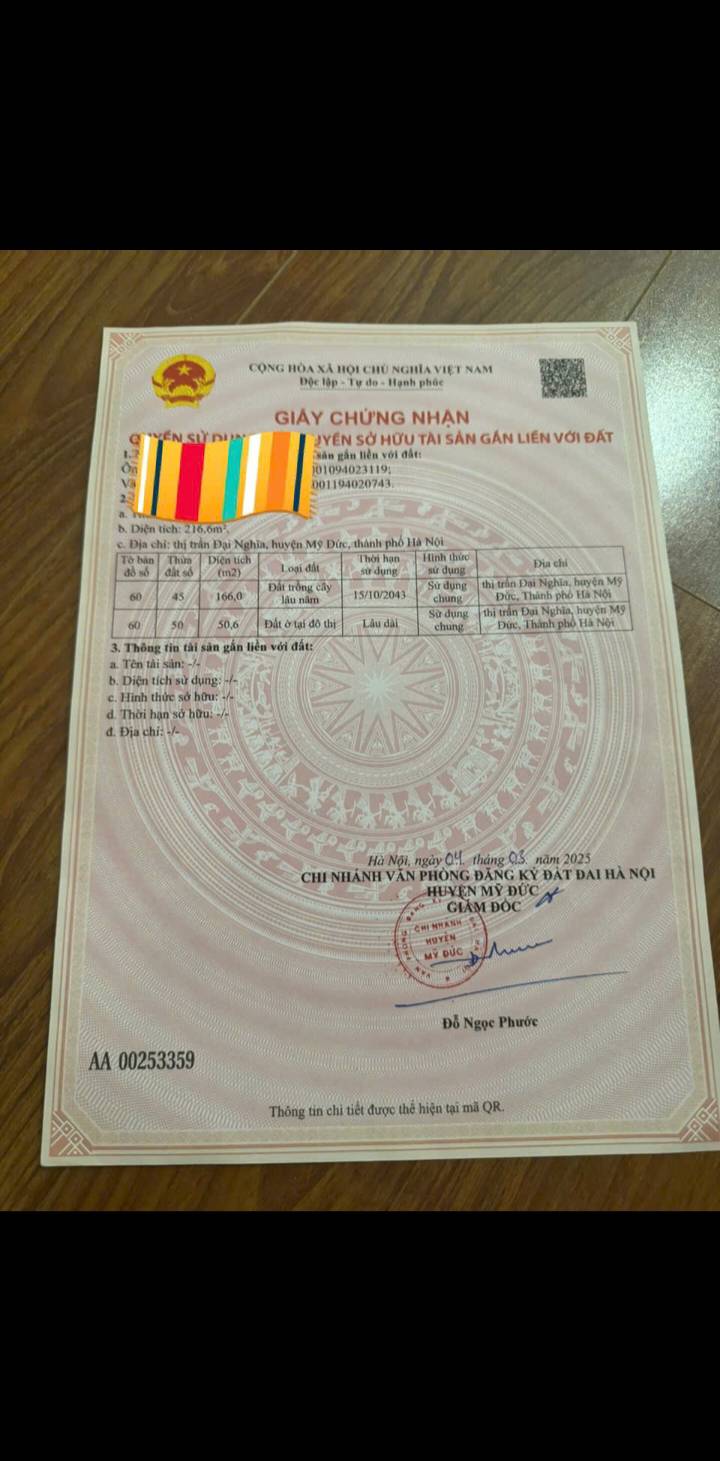 CỘNG HÒA XÃ HỘI CHỦ NGHĨA VIỆT NAM
Độc lập - Tự do - Hạnh phúc
GIẤY CHỨNG NHẬN
QUYỀN SỬ DỤN YỀN SỞ HỮU TÀI SẢN GẮN LIỀN VỚI ĐẤT
1. sản gắn liền với đất:
Ôn 01094023119;
Và 001194020743.
2.
a.
b. Diện tích: 216,6m².
c. Địa chỉ: thị trấn Đại Nghĩa, huyện Mỹ Đức, thành phố Hà Nội
Tờ bản đồ số Thửa đất số Diện tích (m2) Loại đất Thời hạn sử dụng Hình thức sử dụng Địa chỉ
60 45 166,0 Đất trồng cây lâu năm 15/10/2043 Sử dụng chung thị trấn Đại Nghĩa, huyện Mỹ Đức, Thành phố Hà Nội
60 50 50,6 Đất ở tại đô thị Lâu dài Sử dụng chung thị trấn Đại Nghĩa, huyện Mỹ Đức, Thành phố Hà Nội
3. Thông tin tài sản gắn liền với đất:
a. Tên tài sản: -/-
b. Diện tích sử dụng: -/-
c. Hình thức sở hữu: -/-
d. Thời hạn sở hữu: -/-
đ. Địa chỉ: -/-
Hà Nội, ngày 04 tháng 03 năm 2025
CHI NHÁNH VĂN PHÒNG ĐĂNG KÝ ĐẤT ĐAI HÀ NỘI
HUYỆN MỸ ĐỨC
GIÁM ĐỐC
CHI NHÁNH
HUYỆN
MỸ ĐỨC
Đỗ Ngọc Phước
AA 00253359
Thông tin chi tiết được thể hiện tại mã QR.